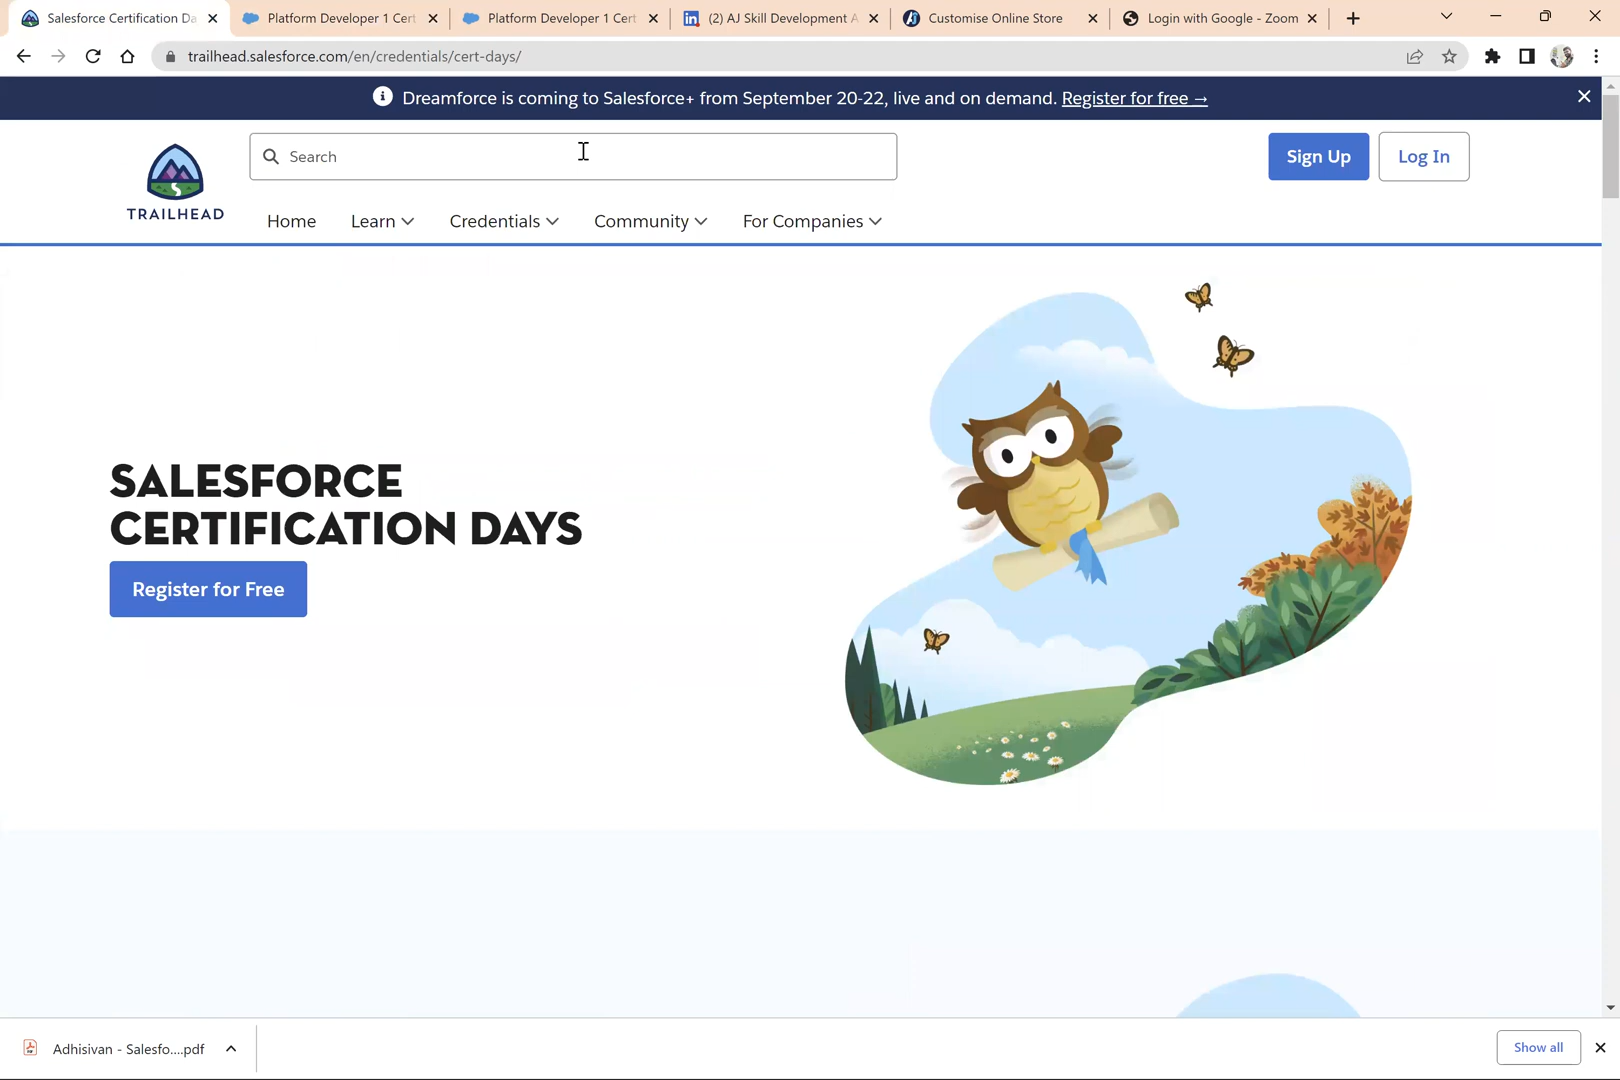 Salesforce Certification Da
Platform Developer 1 Cert
Platform Developer 1 Cert
in
(2) AJ Skill Development A
Customise Online Store
Login with Google - Zoom
trailhead.salesforce.com/en/credentials/cert-days/
Dreamforce is coming to Salesforce+ from September 20-22, live and on demand. Register for free →
TRAILHEAD
Search
Sign Up
Log In
Home
Learn
Credentials
Community
For Companies
SALESFORCE
CERTIFICATION DAYS
Register for Free
Adhisivan - Salesfo....pdf
Show all